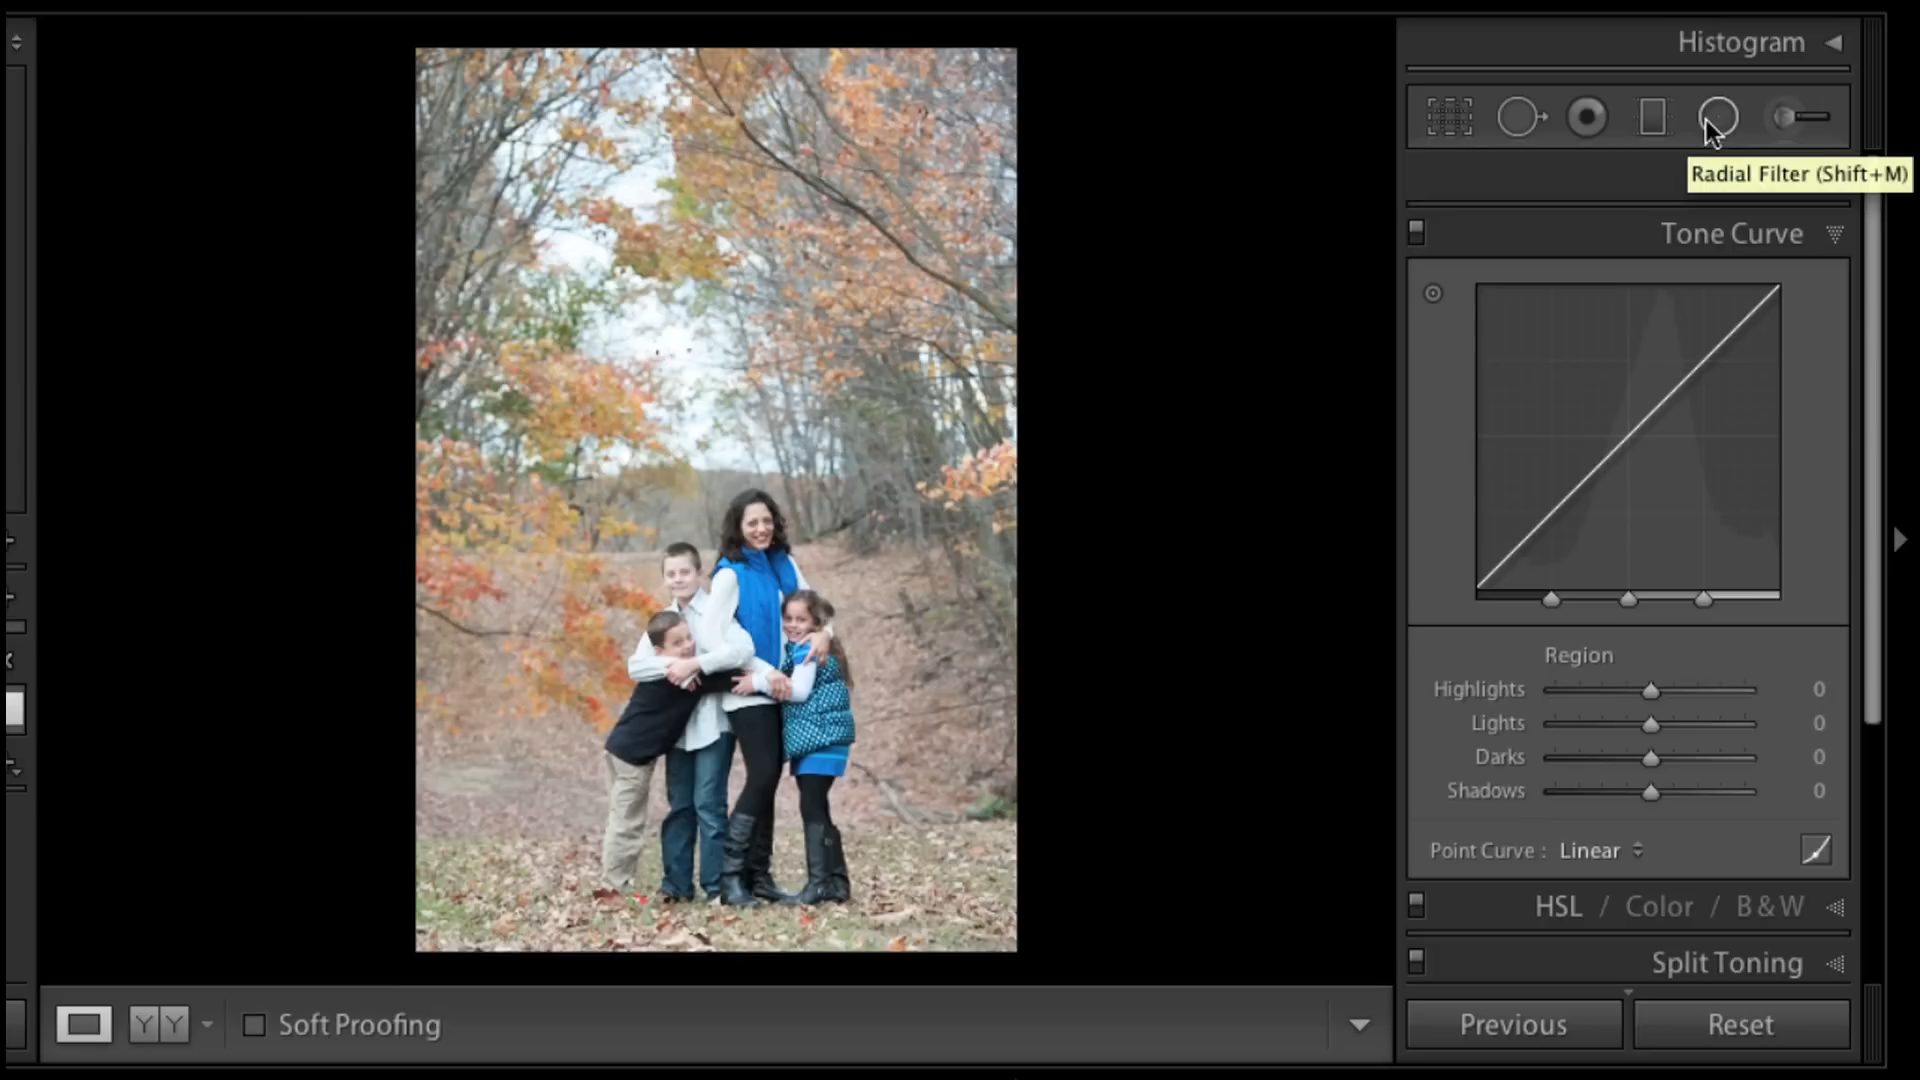 Histogram
Radial Filter (Shift+M)
Tone Curve
Region
Highlights 0
Lights 0
Darks 0
Shadows 0
Point Curve : Linear
HSL / Color / B & W
Split Toning
Y Y Soft Proofing
Previous Reset